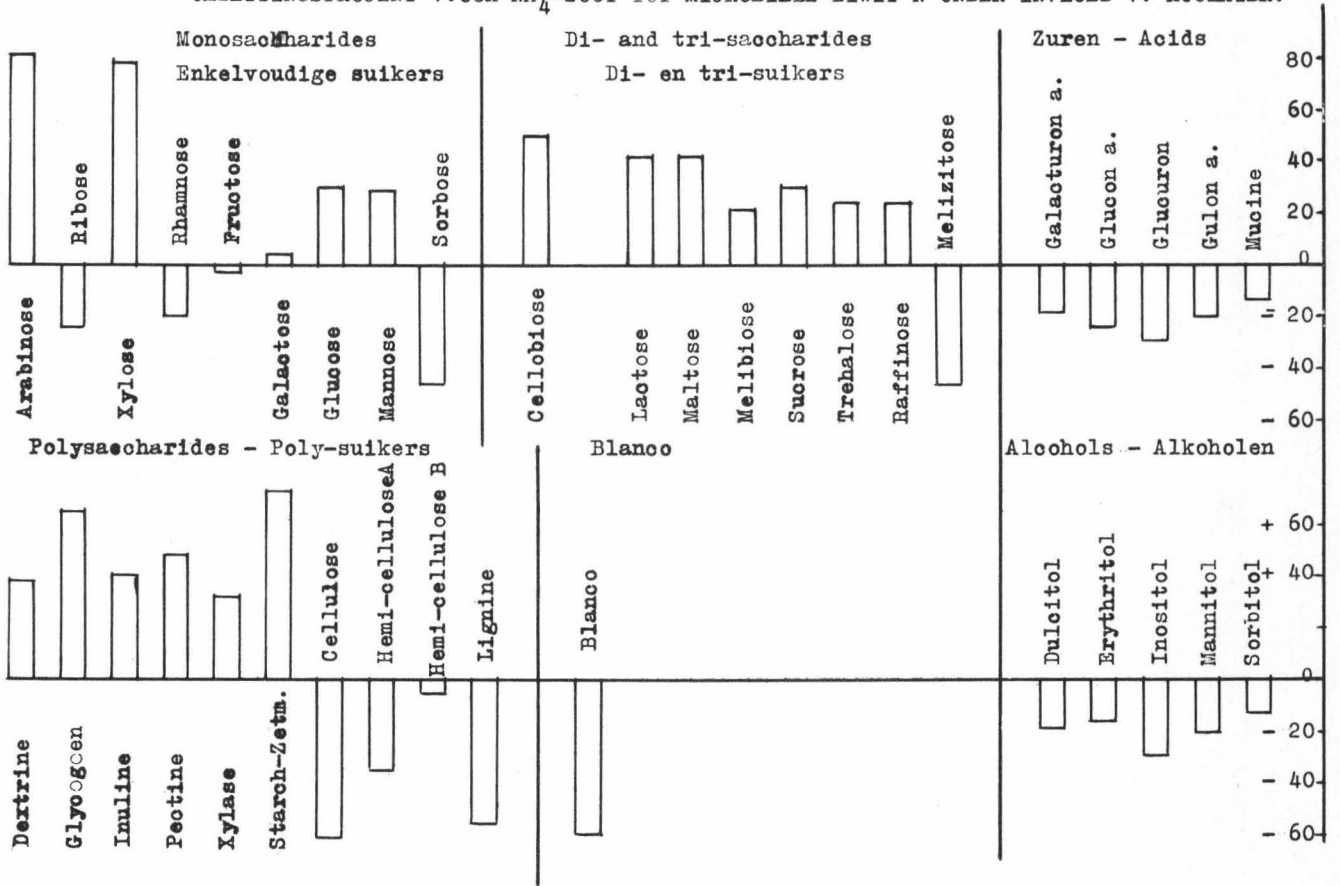 Monosaccharides
Enkelvoudige suikers
Di- and tri-saccharides
Di- en tri-suikers
Zuren - Acids
Arabinose
Ribose
Xylose
Rhamnose
Fructose
Galactose
Glucose
Mannose
Sorbose
Cellobiose
Lactose
Maltose
Melibiose
Sucrose
Trehalose
Raffinose
Melizitose
Galacturon a.
Glucon a.
Glucuron
Gulon a.
Mucine
80
60
40
20
0
- 20
- 40
- 60
Polysaccharides - Poly-suikers
Blanco
Alcohols - Alkoholen
Dextrine
Glycogeen
Inuline
Pectine
Xylase
Starch-Zetm.
Cellulose
Hemi-cellulose A
Hemi-cellulose B
Lignine
Blanco
Dulcitol
Erythritol
Inositol
Mannitol
Sorbitol
+ 60
+ 40
0
- 20
- 40
- 60